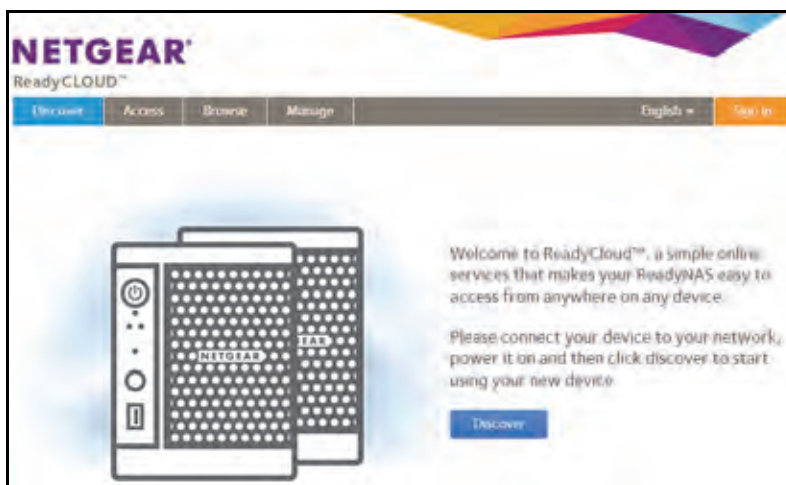 NETGEAR®
ReadyCLOUD™
Discover Access Browse Manage English Sign In
Welcome to ReadyCloud™, a simple online
services that makes your ReadyNAS easy to
access from anywhere on any device.
Please connect your device to your network,
power it on and then click discover to start
using your new device
Discover
NETGEAR
EAR